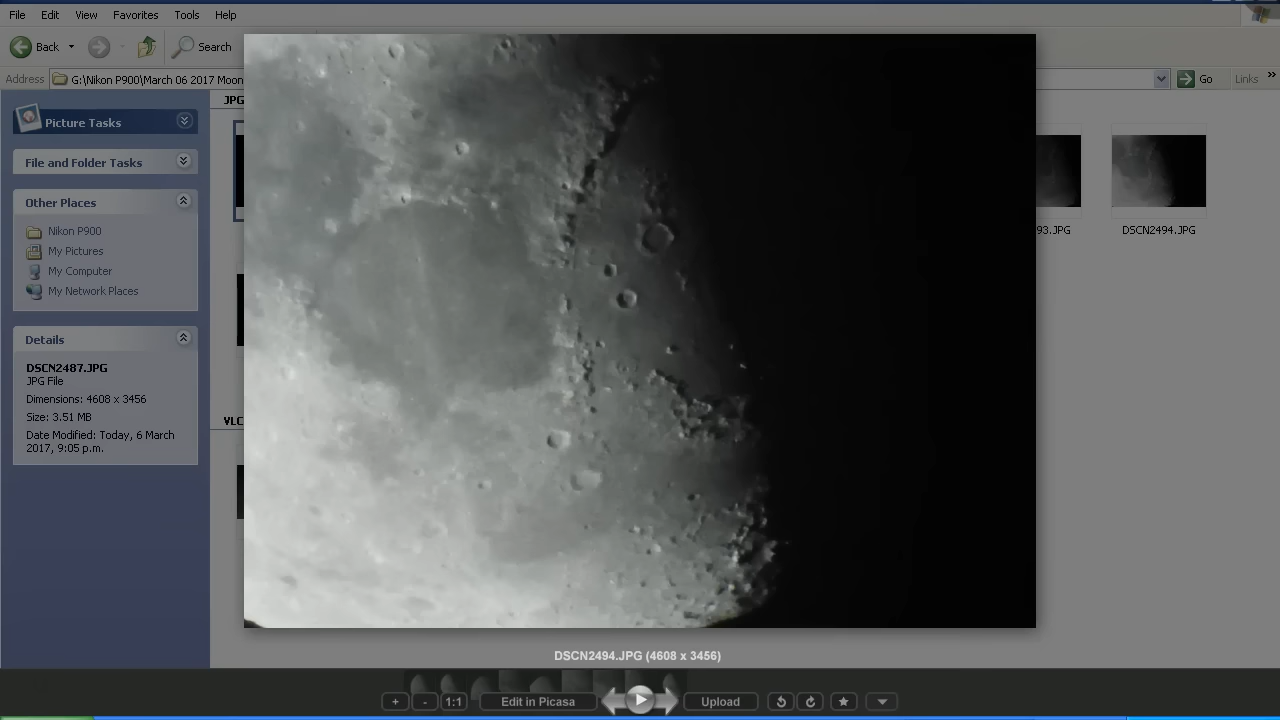 File Edit View Favorites Tools Help
Back Search
Address G:\Nikon P900\March 06 2017 Moon Go Links »
Picture Tasks
File and Folder Tasks
Other Places
Nikon P900
My Pictures
My Computer
My Network Places
Details
DSCN2487.JPG
JPG File
Dimensions: 4608 x 3456
Size: 3.51 MB
Date Modified: Today, 6 March
2017, 9:05 p.m.
JPG
VLC
93.JPG
DSCN2494.JPG
DSCN2494.JPG (4608 x 3456)
+ - 1:1 Edit in Picasa Upload